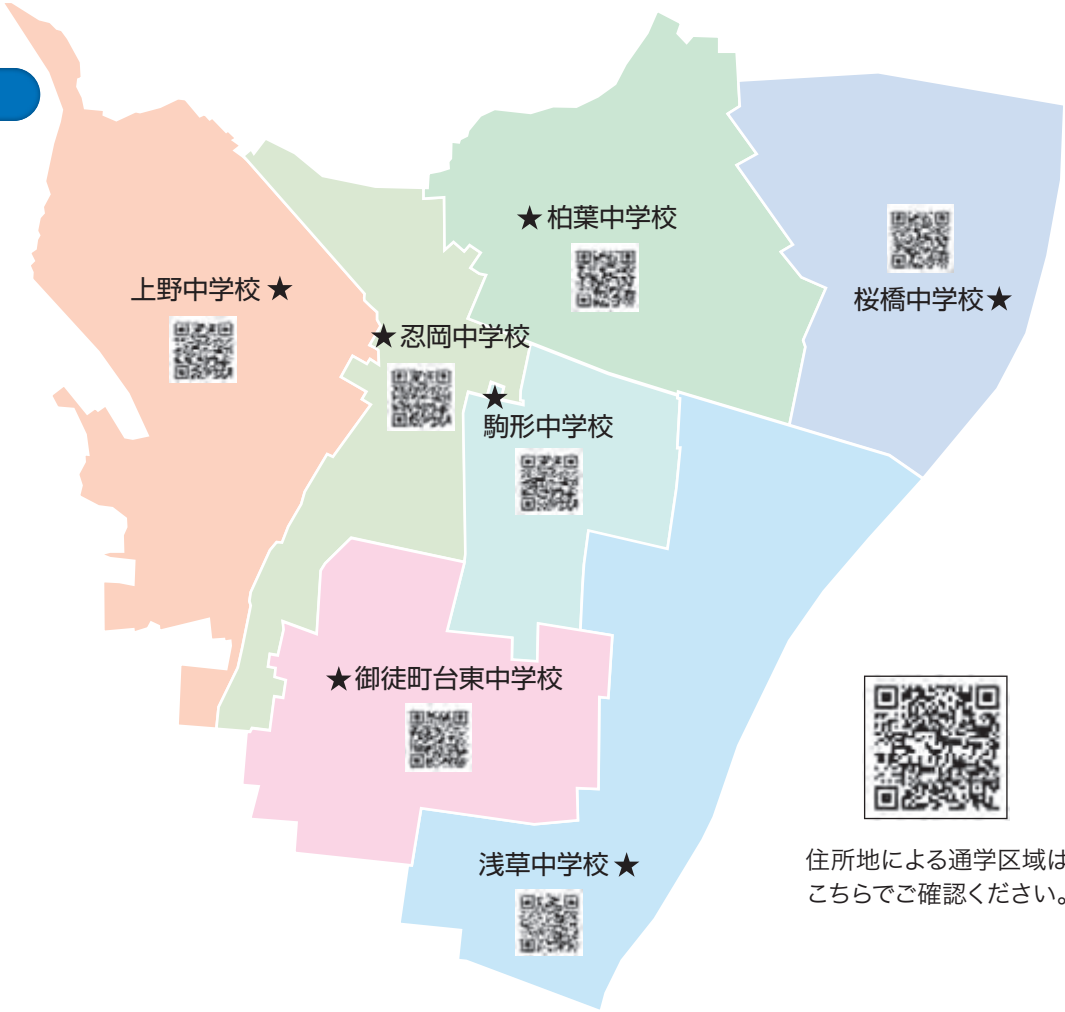 ★柏葉中学校
上野中学校★
桜橋中学校★
★忍岡中学校
★
駒形中学校
★御徒町台東中学校
浅草中学校★
住所地による通学区域は
こちらでご確認ください。